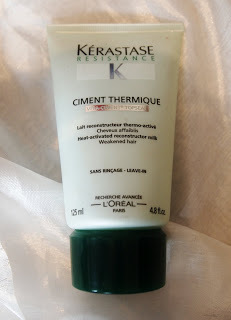 KÉRASTASE
RESISTANCE
K
CIMENT THERMIQUE
Lait reconstructeur thermo-activé
Cheveux affaiblis
Heat-activated reconstructor milk
Weakened hair
SANS RINÇAGE - LEAVE-IN
RECHERCHE AVANCÉE
L'ORÉAL
PARIS
125 ml 4.2 fl.oz